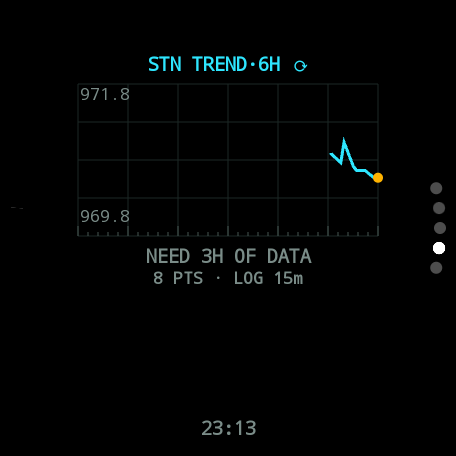 STN TREND·6H ⟳
971.8
969.8
NEED 3H OF DATA
8 PTS · LOG 15m
23:13